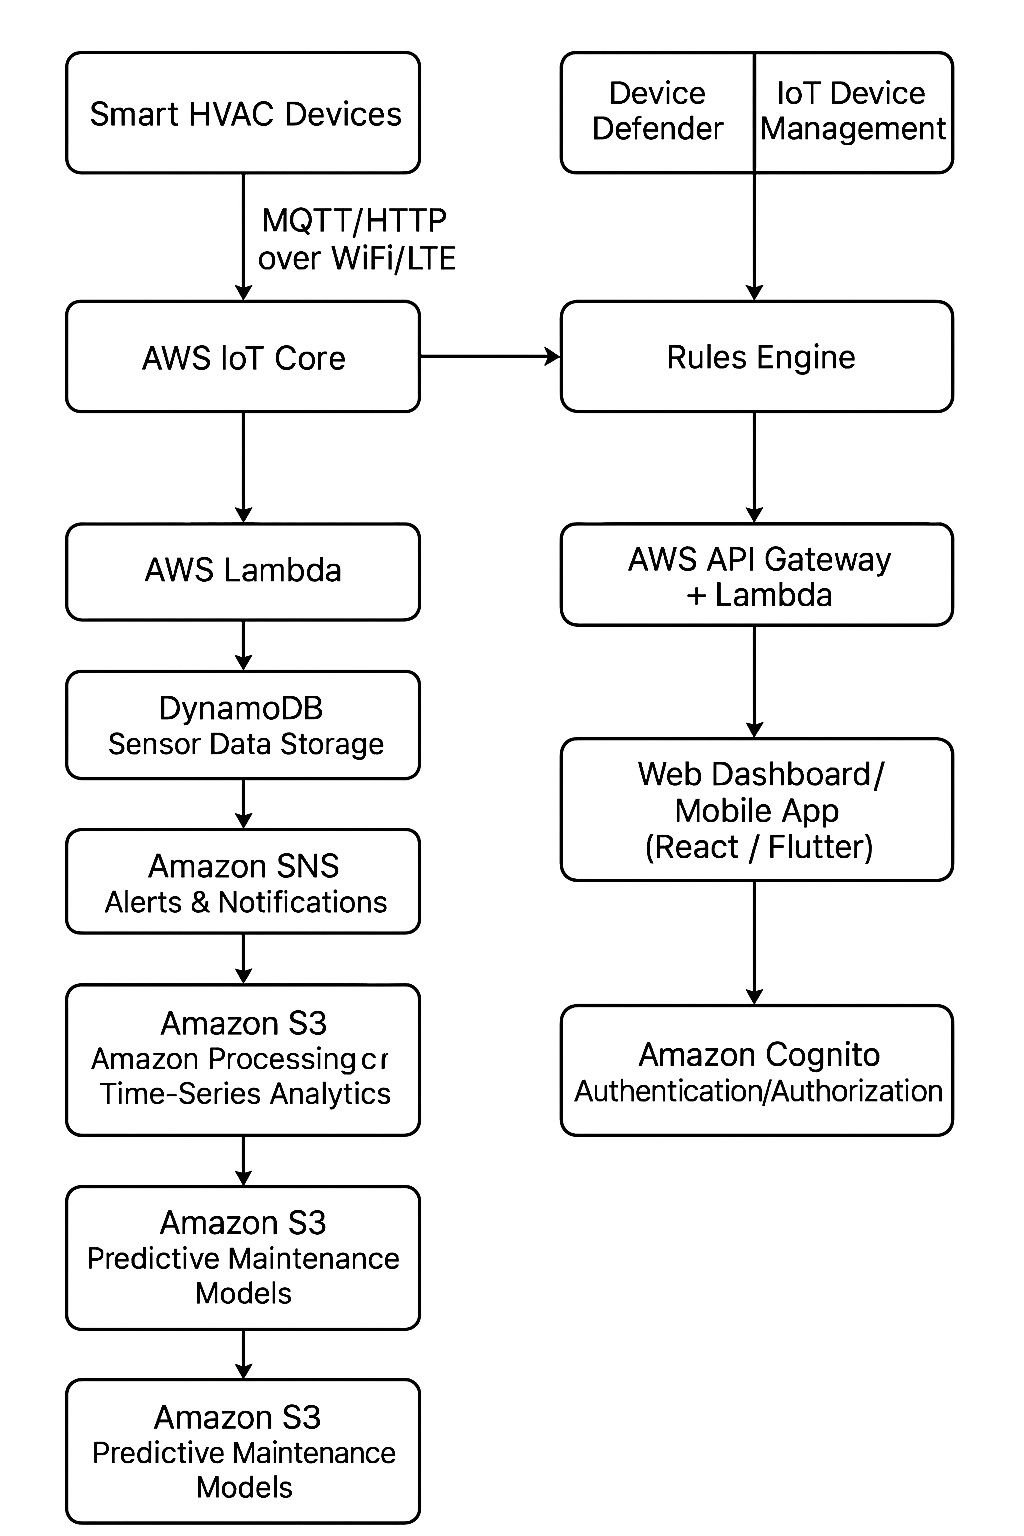 Smart HVAC Devices
MQTT/HTTP
over WiFi/LTE
AWS IoT Core
AWS Lambda
DynamoDB
Sensor Data Storage
Amazon SNS
Alerts & Notifications
Amazon S3
Amazon Processing cr
Time-Series Analytics
Amazon S3
Predictive Maintenance
Models
Amazon S3
Predictive Maintenance
Models
Device
Defender
IoT Device
Management
Rules Engine
AWS API Gateway
+ Lambda
Web Dashboard/
Mobile App
(React / Flutter)
Amazon Cognito
Authentication/Authorization